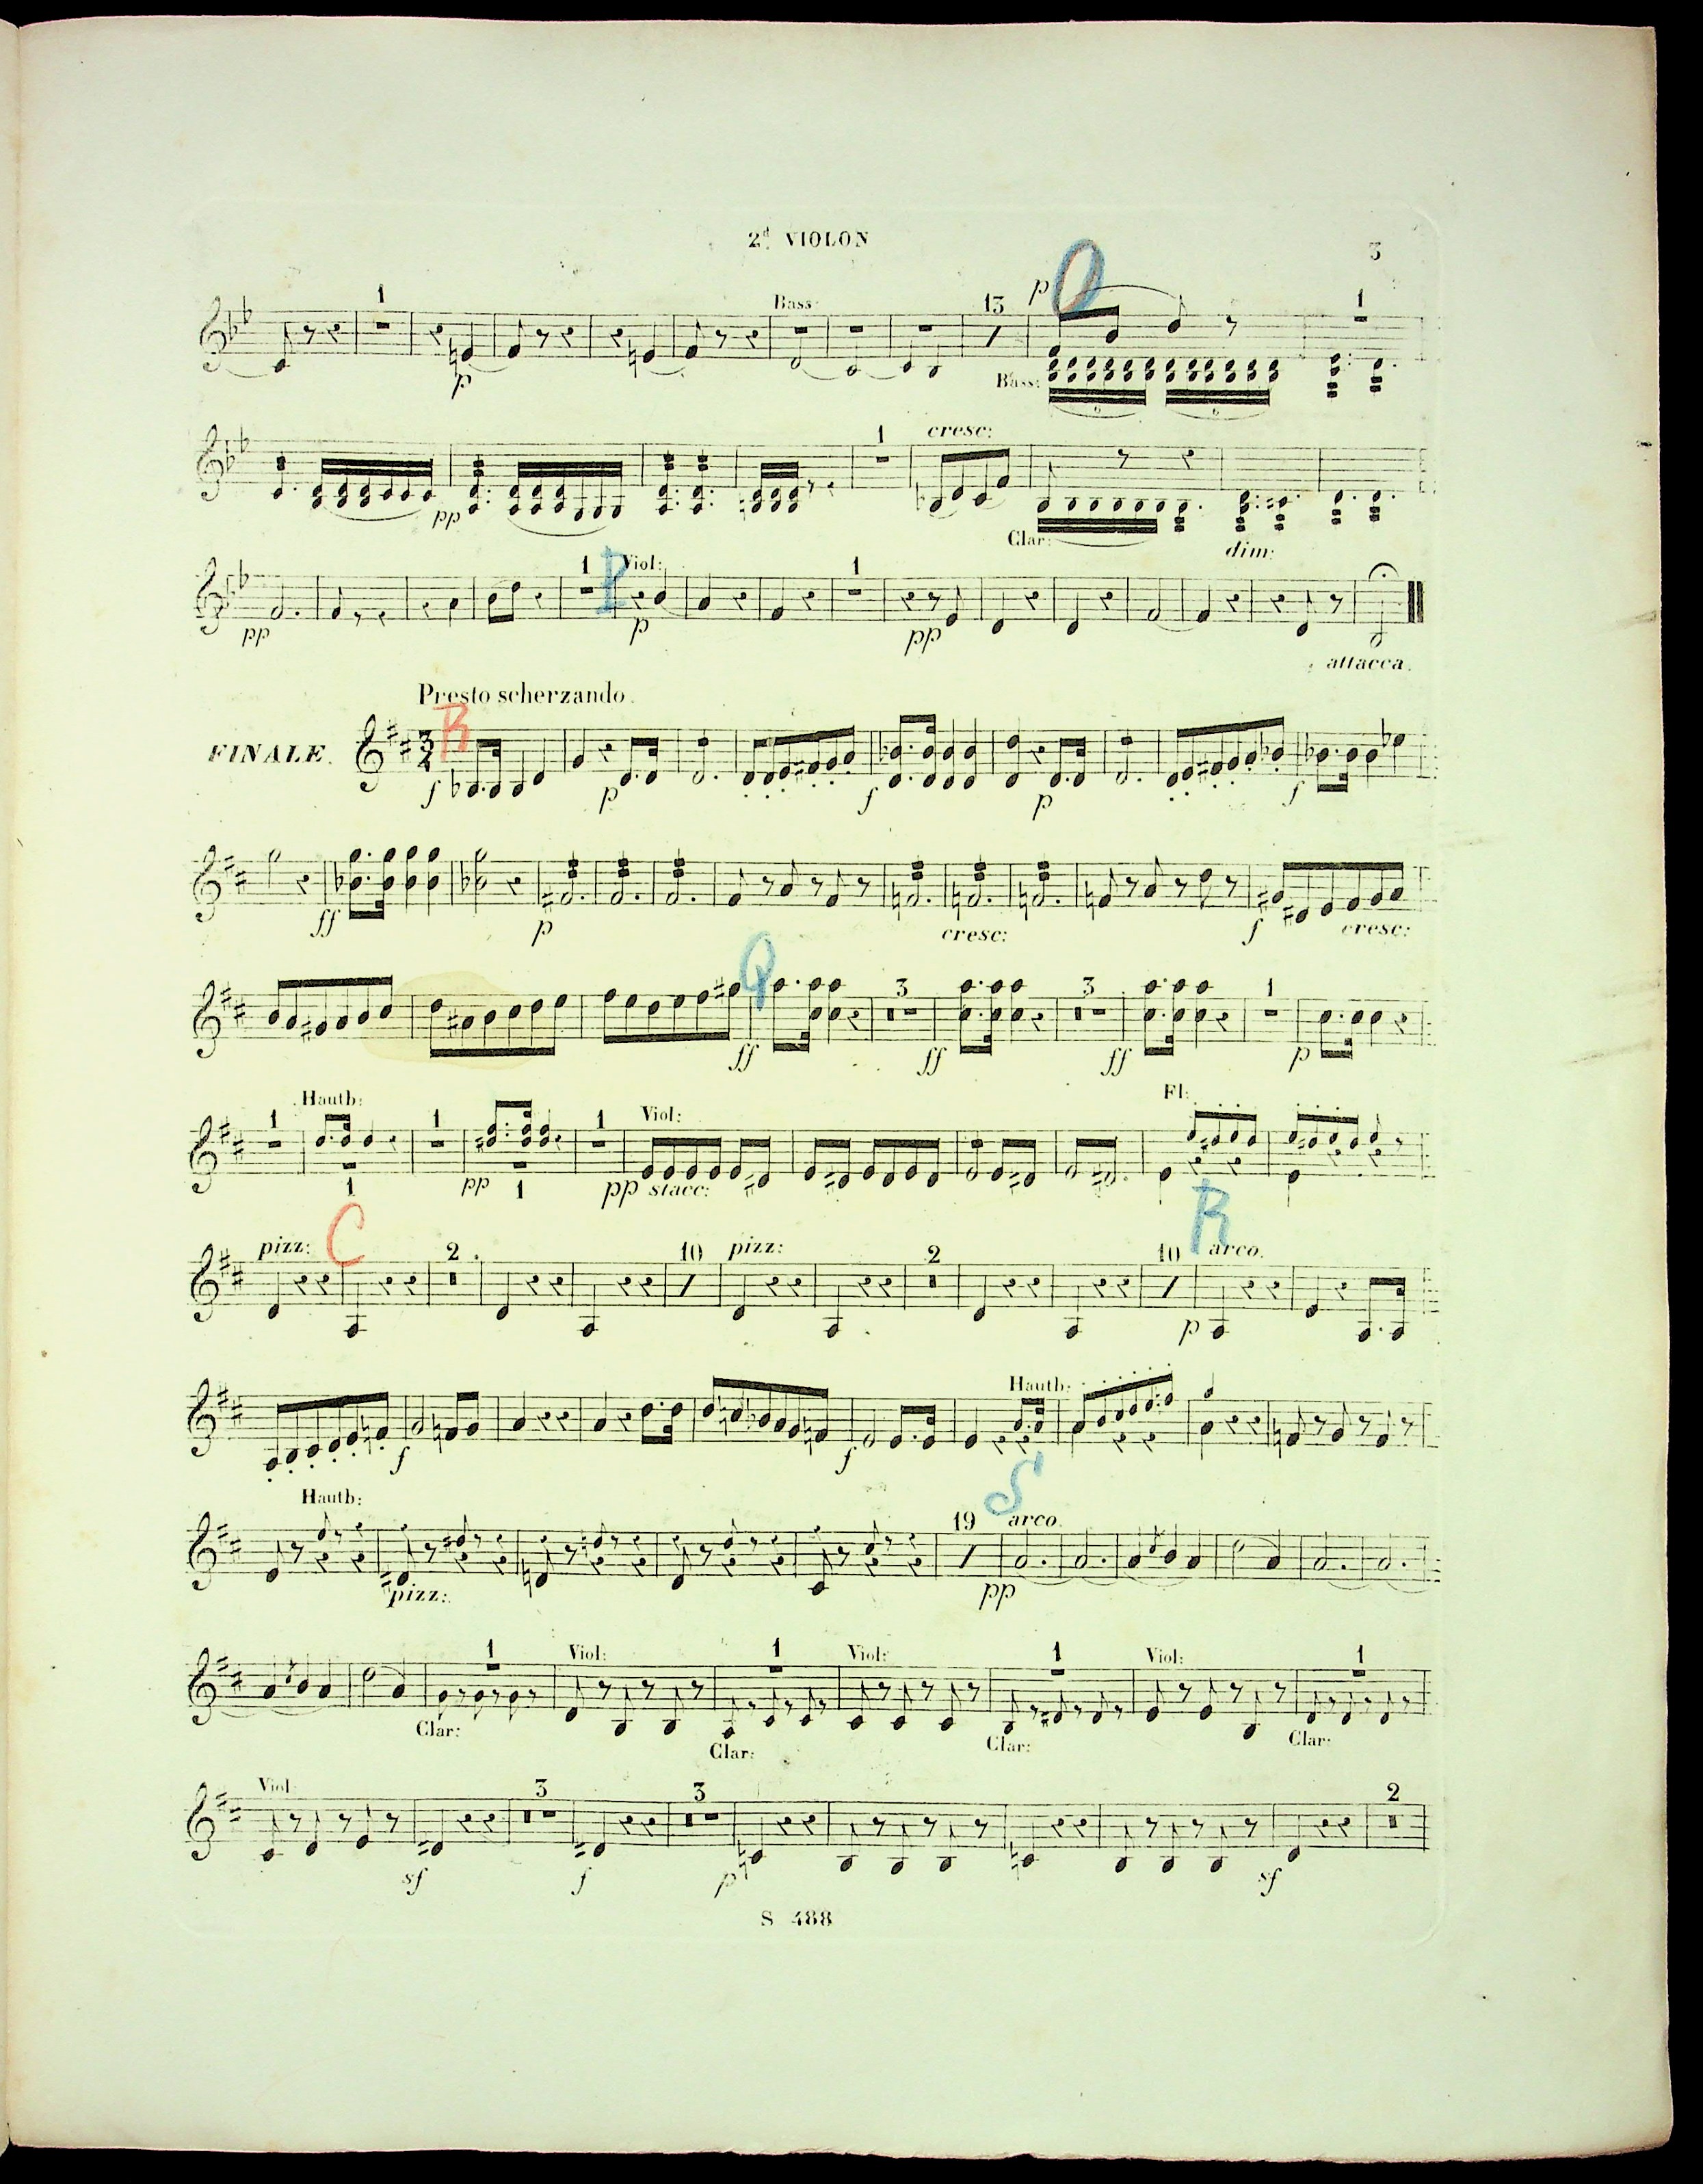 2d. VIOLON
3
1 Bass: 13 p O 1
p Bass: 6 6
1 cresc:
pp Clar: dim:
1 P Viol: 1
pp p pp attacca.
Presto scherzando.
FINALE. 3/4 B f p f p f
ff p cresc: f cresc:
Q 3 3 1
ff ff ff p
1 Hautb: 1 1 Viol: Fl:
1 pp 1 pp stacc:
pizz: C 2 10 pizz: 2 10 R arco.
p
Hautb:
f f
Hautb: 19 S arco.
pizz: pp
1 Viol: 1 Viol: 1 Viol: 1
Clar: Clar: Clar: Clar:
Viol: 3 3 2
sf f p sf
S 488